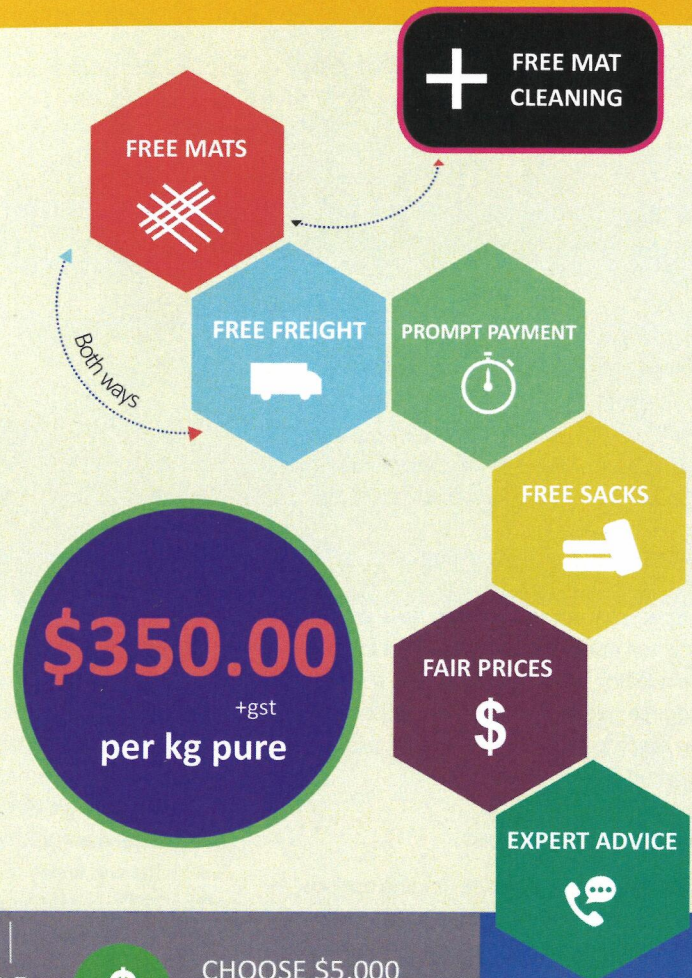 FREE MAT
CLEANING
FREE MATS
FREE FREIGHT
PROMPT PAYMENT
Both ways
FREE SACKS
$350.00
+gst
per kg pure
FAIR PRICES
$
EXPERT ADVICE
CHOOSE $5,000